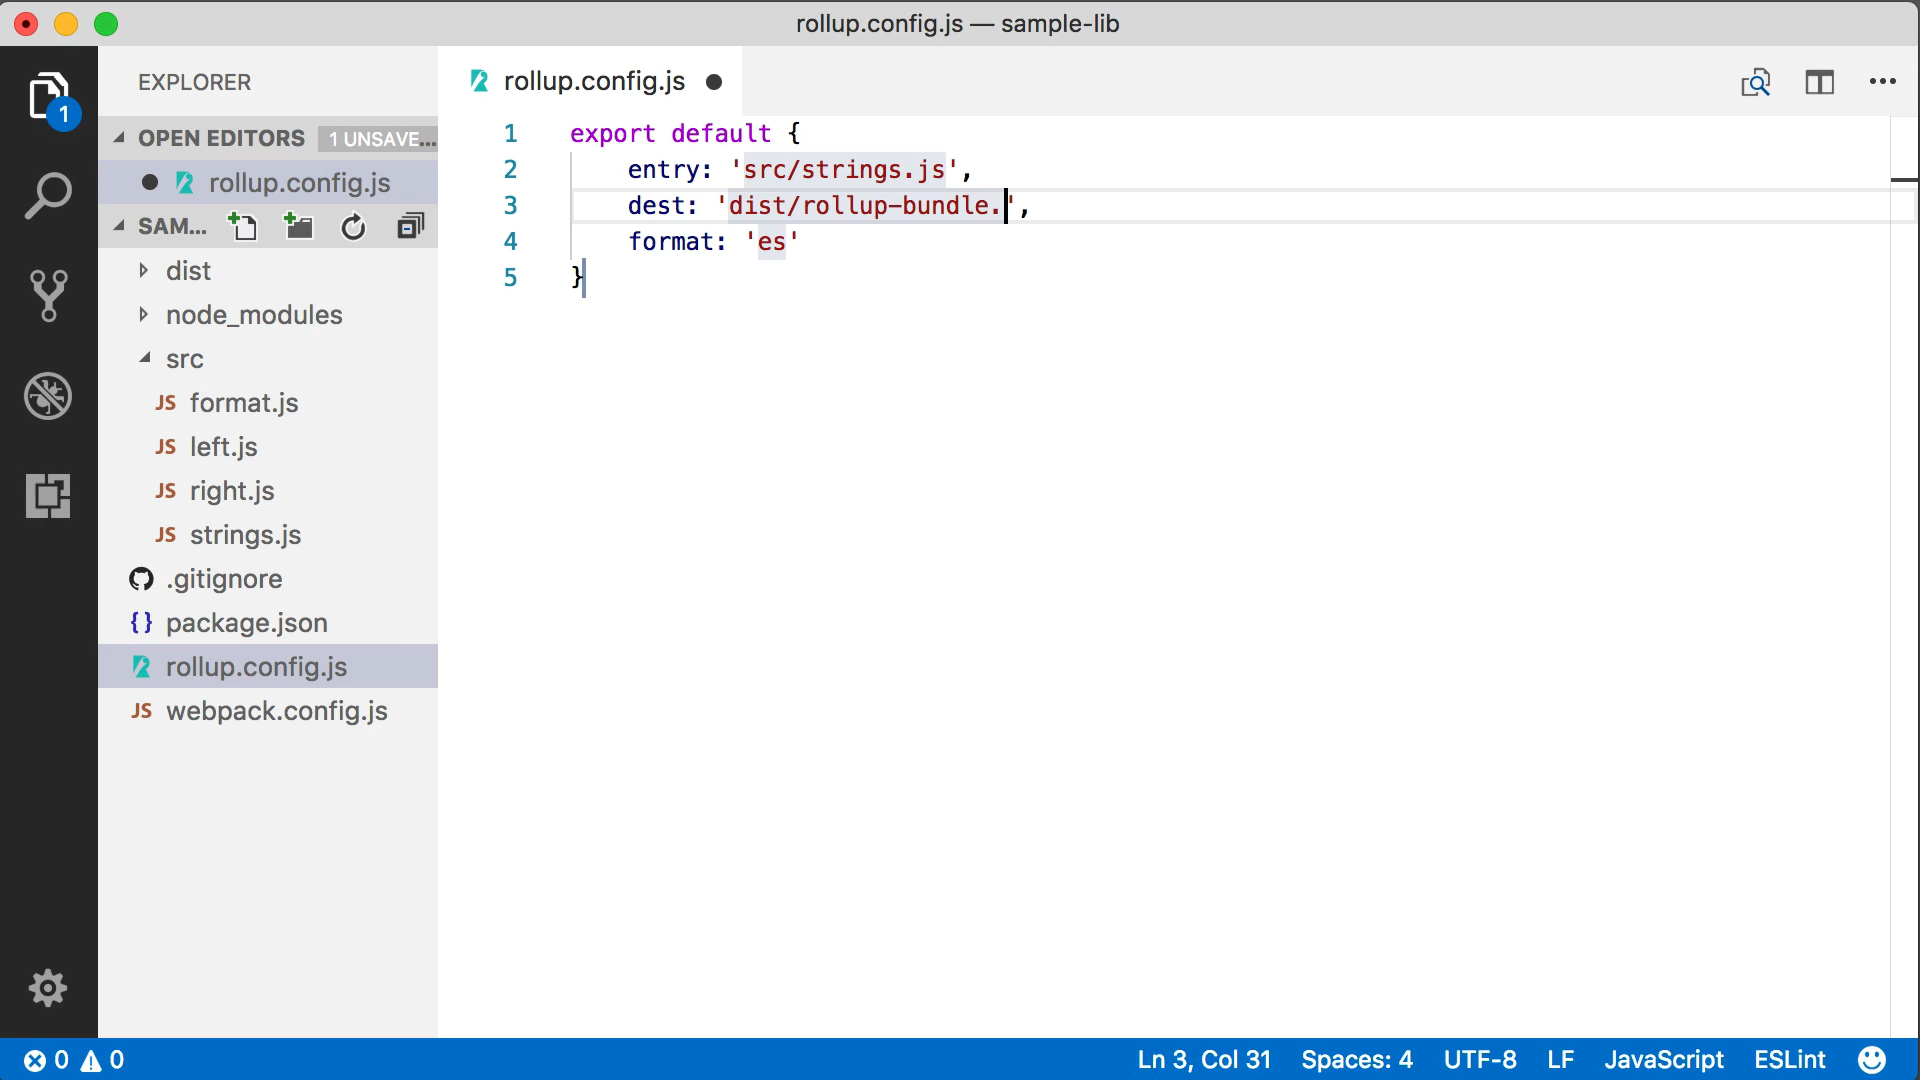 rollup.config.js — sample-lib
EXPLORER
OPEN EDITORS 1 UNSAVE...
rollup.config.js
SAM...
dist
node_modules
src
JS format.js
JS left.js
JS right.js
JS strings.js
.gitignore
{} package.json
rollup.config.js
JS webpack.config.js
1
rollup.config.js
1 export default {
2 entry: 'src/strings.js',
3 dest: 'dist/rollup-bundle.',
4 format: 'es'
5 }
0 0
Ln 3, Col 31 Spaces: 4 UTF-8 LF JavaScript ESLint